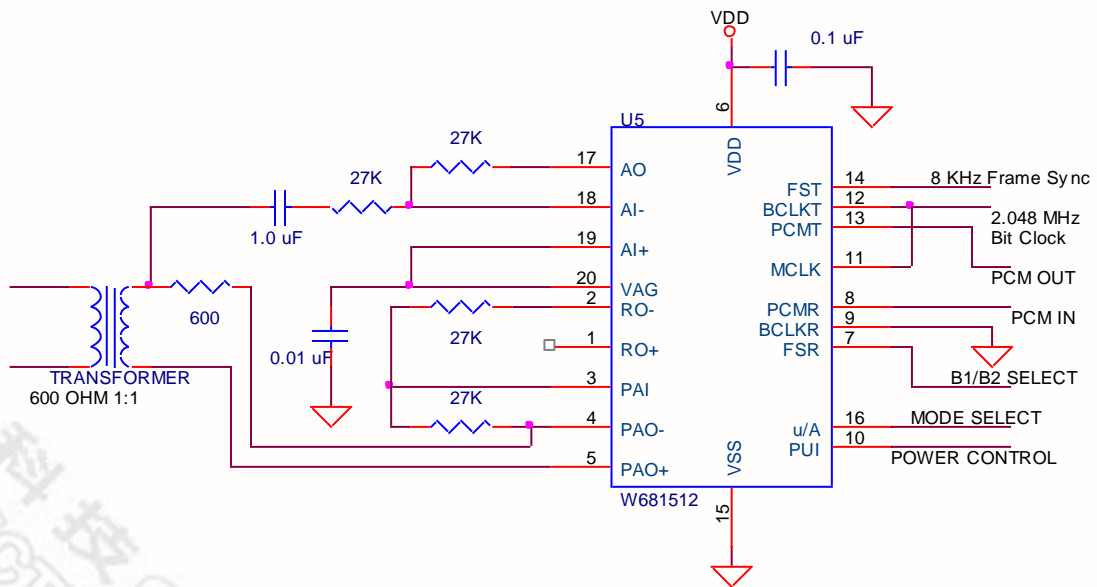 VDD
0.1 uF
6
U5
27K
17
AO
VDD
27K
18
AI-
1.0 uF
19
AI+
20
VAG
2
RO-
600
27K
0.01 uF
1
RO+
TRANSFORMER
600 OHM 1:1
3
PAI
27K
4
PAO-
5
PAO+
VSS
W681512
15
FST
14
8 KHz Frame Sync
BCLKT
12
2.048 MHz
Bit Clock
PCMT
13
PCM OUT
MCLK
11
PCMR
8
PCM IN
BCLKR
9
FSR
7
B1/B2 SELECT
u/A
16
MODE SELECT
PUI
10
POWER CONTROL
科技